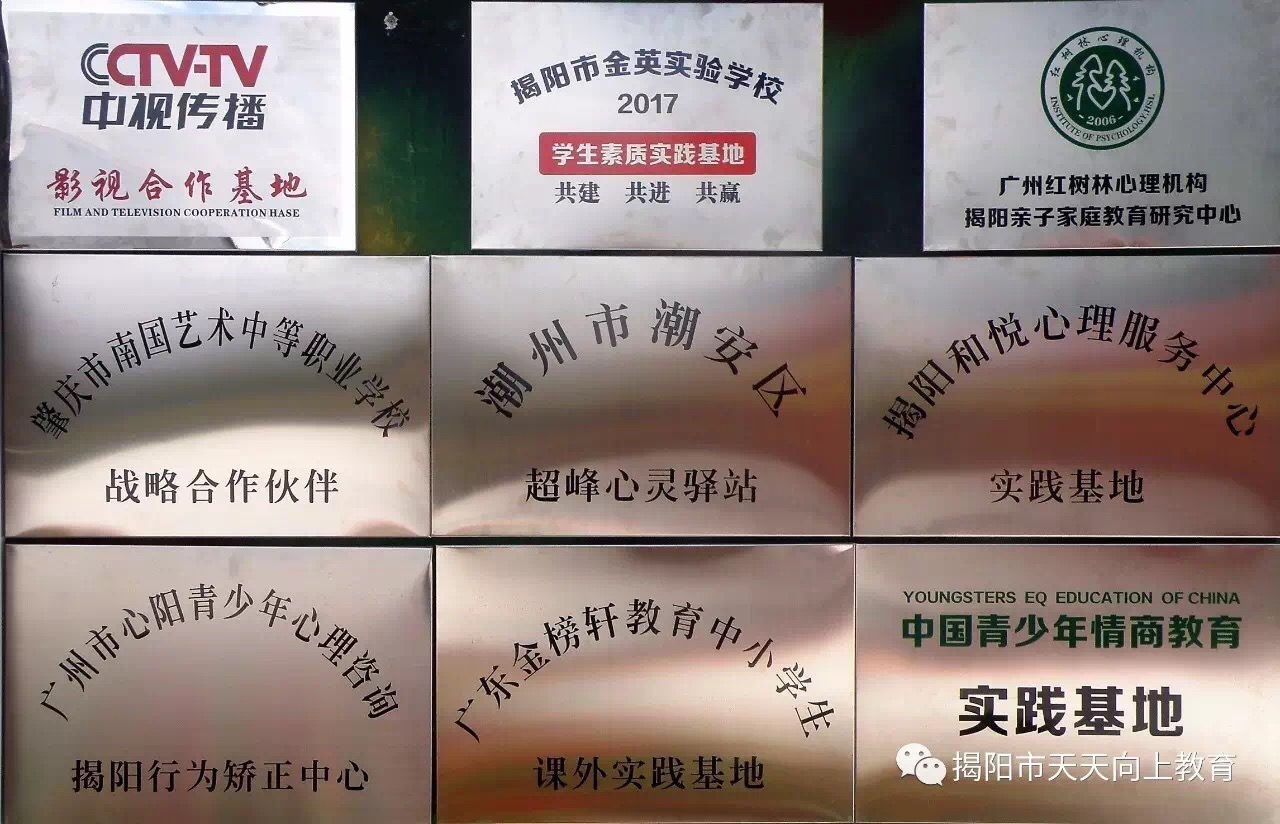 CCTV-TV
中视传播
影视合作基地
FILM AND TELEVISION COOPERATION HASE
揭阳市金英实验学校
2017
学生素质实践基地
共建 共进 共赢
红树林心理机构
2006
INSTITUTE OF PSYCHOLOGY,HSL
广州红树林心理机构
揭阳亲子家庭教育研究中心
肇庆市南国艺术中等职业学校
战略合作伙伴
潮州市潮安区
超峰心灵驿站
揭阳和悦心理服务中心
实践基地
广州市心阳青少年心理咨询
揭阳行为矫正中心
广东金榜轩教育中小学生
课外实践基地
YOUNGSTERS EQ EDUCATION OF CHINA
中国青少年情商教育
实践基地
揭阳市天天向上教育